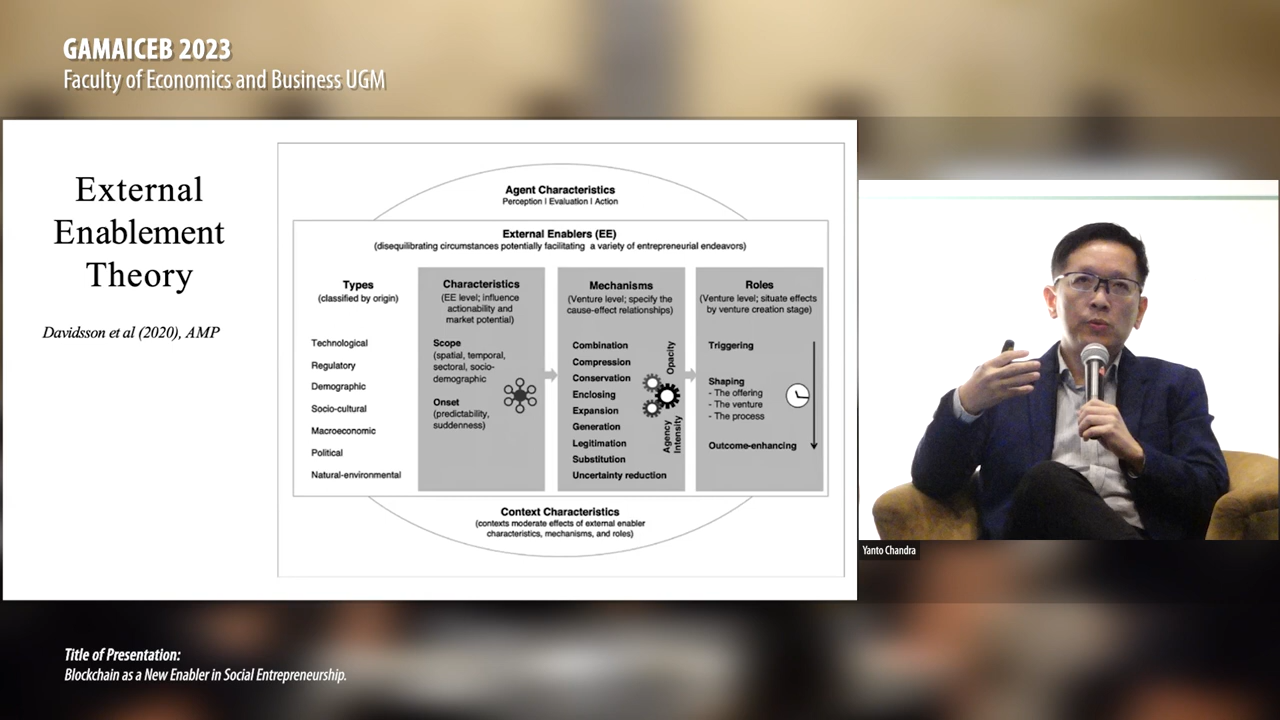 GAMAICEB 2023
Faculty of Economics and Business UGM
External
Enablement
Theory
Davidsson et al (2020), AMP
Agent Characteristics
Perception | Evaluation | Action
External Enablers (EE)
(disequilibrating circumstances potentially facilitating a variety of entrepreneurial endeavors)
Types
(classified by origin)
Technological
Regulatory
Demographic
Socio-cultural
Macroeconomic
Political
Natural-environmental
Characteristics
(EE level; influence
actionability and
market potential)
Scope
(spatial, temporal,
sectoral, socio-
demographic
Onset
(predictability,
suddenness)
Mechanisms
(Venture level; specify the
cause-effect relationships)
Combination
Compression
Conservation
Enclosing
Expansion
Generation
Legitimation
Substitution
Uncertainty reduction
Opacity
Agency
Intensity
Roles
(Venture level; situate effects
by venture creation stage)
Triggering
Shaping
- The offering
- The venture
- The process
Outcome-enhancing
Context Characteristics
(contexts moderate effects of external enabler
characteristics, mechanisms, and roles)
Yanto Chandra
Title of Presentation:
Blockchain as a New Enabler in Social Entrepreneurship.